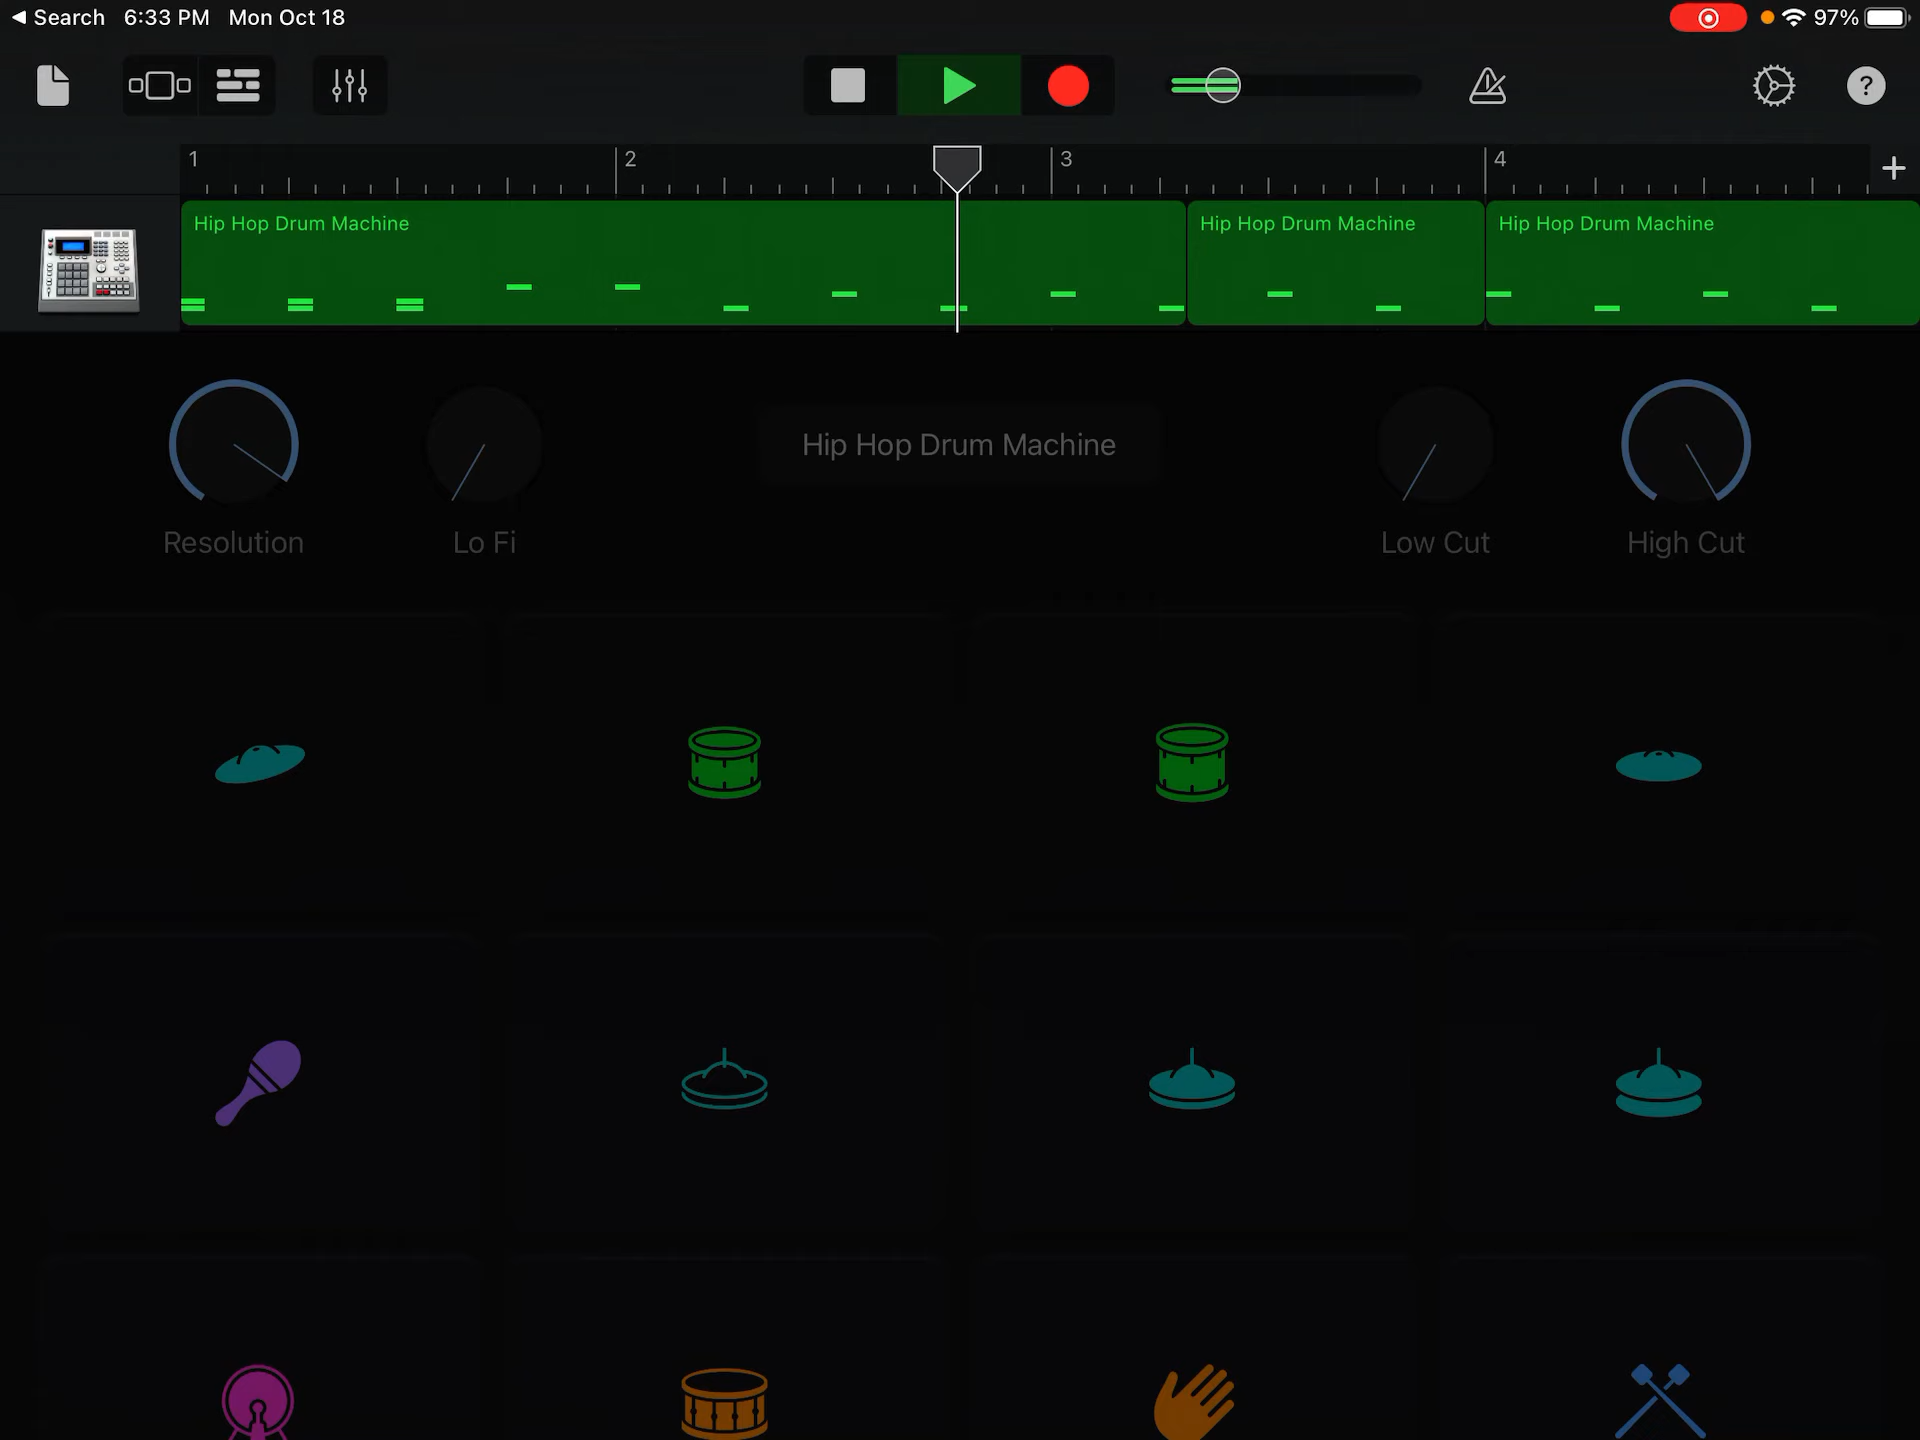 Search 6:33 PM Mon Oct 18 97%
?
1 2 3 4 +
Hip Hop Drum Machine Hip Hop Drum Machine Hip Hop Drum Machine
Hip Hop Drum Machine
Resolution Lo Fi Low Cut High Cut